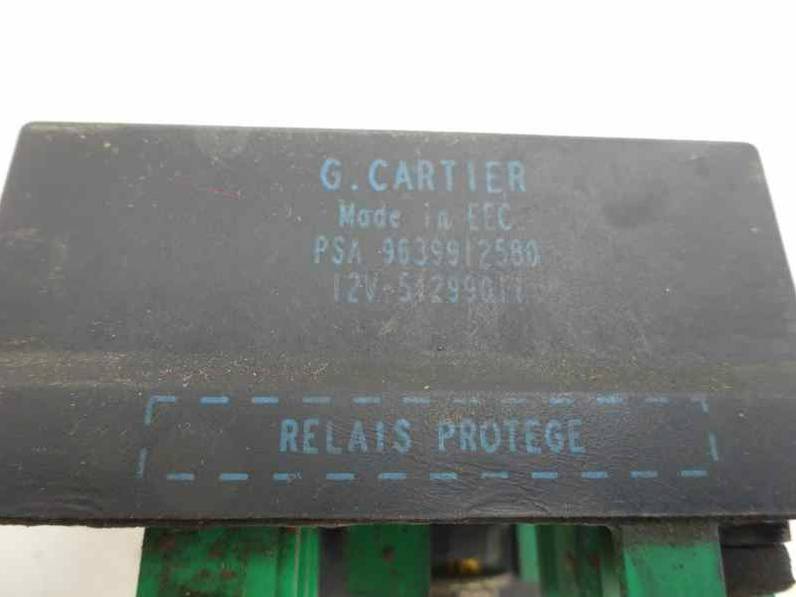 G.CARTIER
Made in EEC
PSA 9639912580
12V-51299011
RELAIS PROTEGE